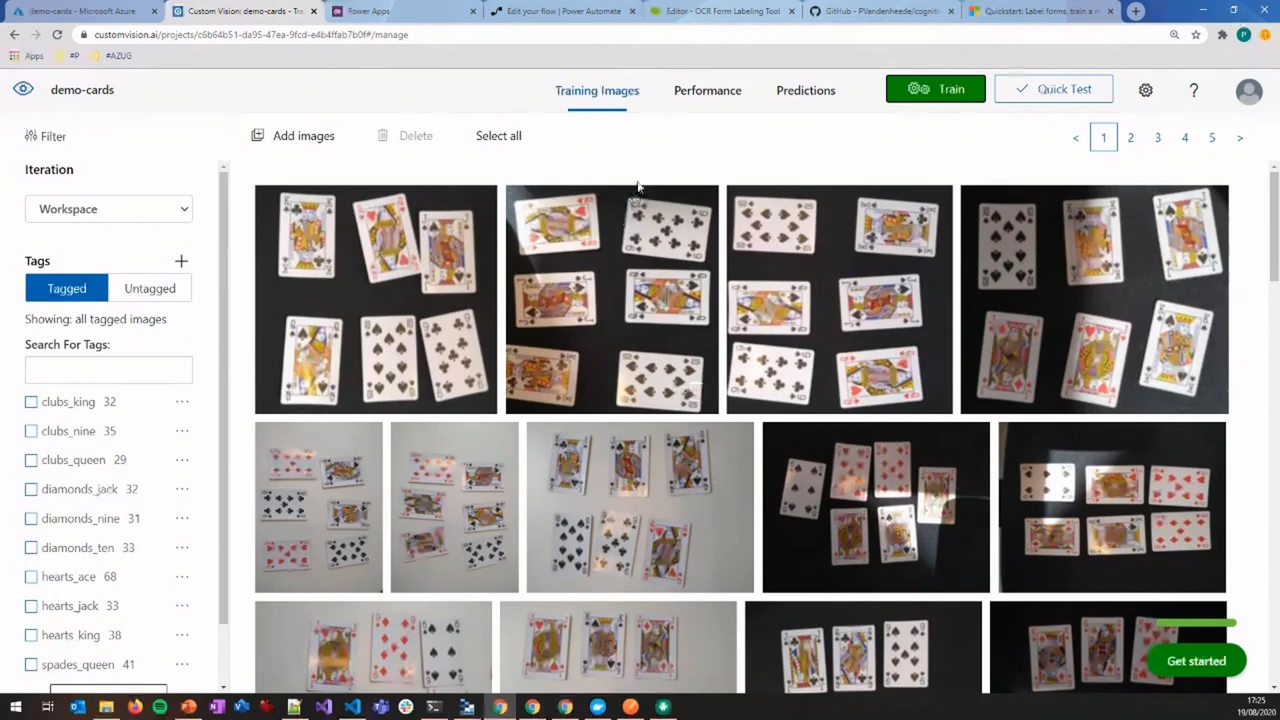 demo-cards - Microsoft Azure
Custom Vision: demo-cards - Tra
Power Apps
Edit your flow | Power Automate
Editor - OCR Form Labeling Tool
GitHub - PVandenheede/cogniti
Quickstart: Label forms, train a m
customvision.ai/projects/c6b64b51-da95-47ea-9fcd-e4b4ffab7b0f#/manage
P
Apps
#P
#AZUG
demo-cards
Training Images
Performance
Predictions
Train
Quick Test
?
Filter
Add images
Delete
Select all
< 1 2 3 4 5 >
Iteration
Workspace
Tags
+
Tagged
Untagged
Showing: all tagged images
Search For Tags:
clubs_king 32 ...
clubs_nine 35 ...
clubs_queen 29 ...
diamonds_jack 32 ...
diamonds_nine 31 ...
diamonds_ten 33 ...
hearts_ace 68 ...
hearts_jack 33 ...
hearts_king 38 ...
spades_queen 41 ...
Get started
17:25
19/08/2020